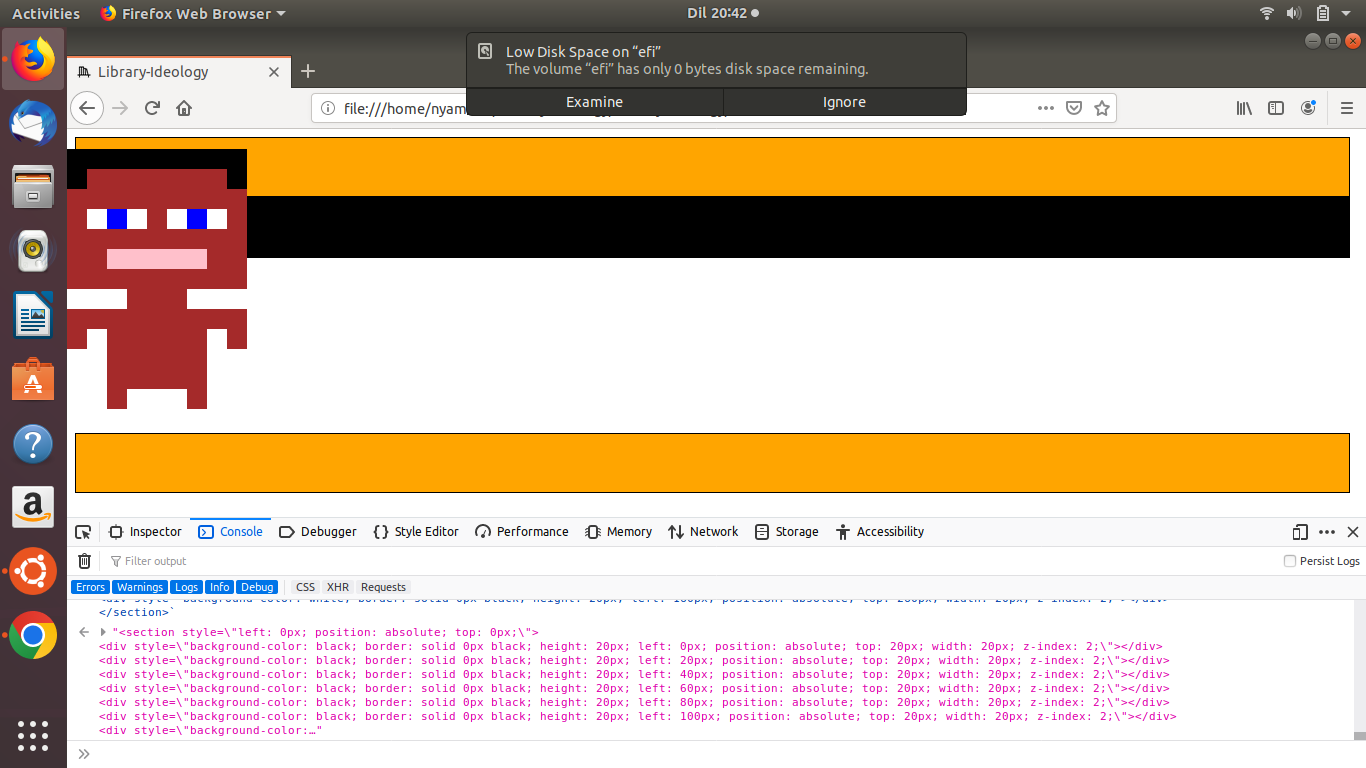 Activities
Firefox Web Browser
Dil 20:42
Low Disk Space on “efi”
The volume “efi” has only 0 bytes disk space remaining.
Examine
Ignore
Library-Ideology
file:///home/nyam
Inspector
Console
Debugger
Style Editor
Performance
Memory
Network
Storage
Accessibility
Filter output
Persist Logs
Errors
Warnings
Logs
Info
Debug
CSS
XHR
Requests
</section>`
"<section style=\"left: 0px; position: absolute; top: 0px;\">
<div style=\"background-color: black; border: solid 0px black; height: 20px; left: 0px; position: absolute; top: 20px; width: 20px; z-index: 2;\"></div>
<div style=\"background-color: black; border: solid 0px black; height: 20px; left: 20px; position: absolute; top: 20px; width: 20px; z-index: 2;\"></div>
<div style=\"background-color: black; border: solid 0px black; height: 20px; left: 40px; position: absolute; top: 20px; width: 20px; z-index: 2;\"></div>
<div style=\"background-color: black; border: solid 0px black; height: 20px; left: 60px; position: absolute; top: 20px; width: 20px; z-index: 2;\"></div>
<div style=\"background-color: black; border: solid 0px black; height: 20px; left: 80px; position: absolute; top: 20px; width: 20px; z-index: 2;\"></div>
<div style=\"background-color: black; border: solid 0px black; height: 20px; left: 100px; position: absolute; top: 20px; width: 20px; z-index: 2;\"></div>
<div style=\"background-color:…"